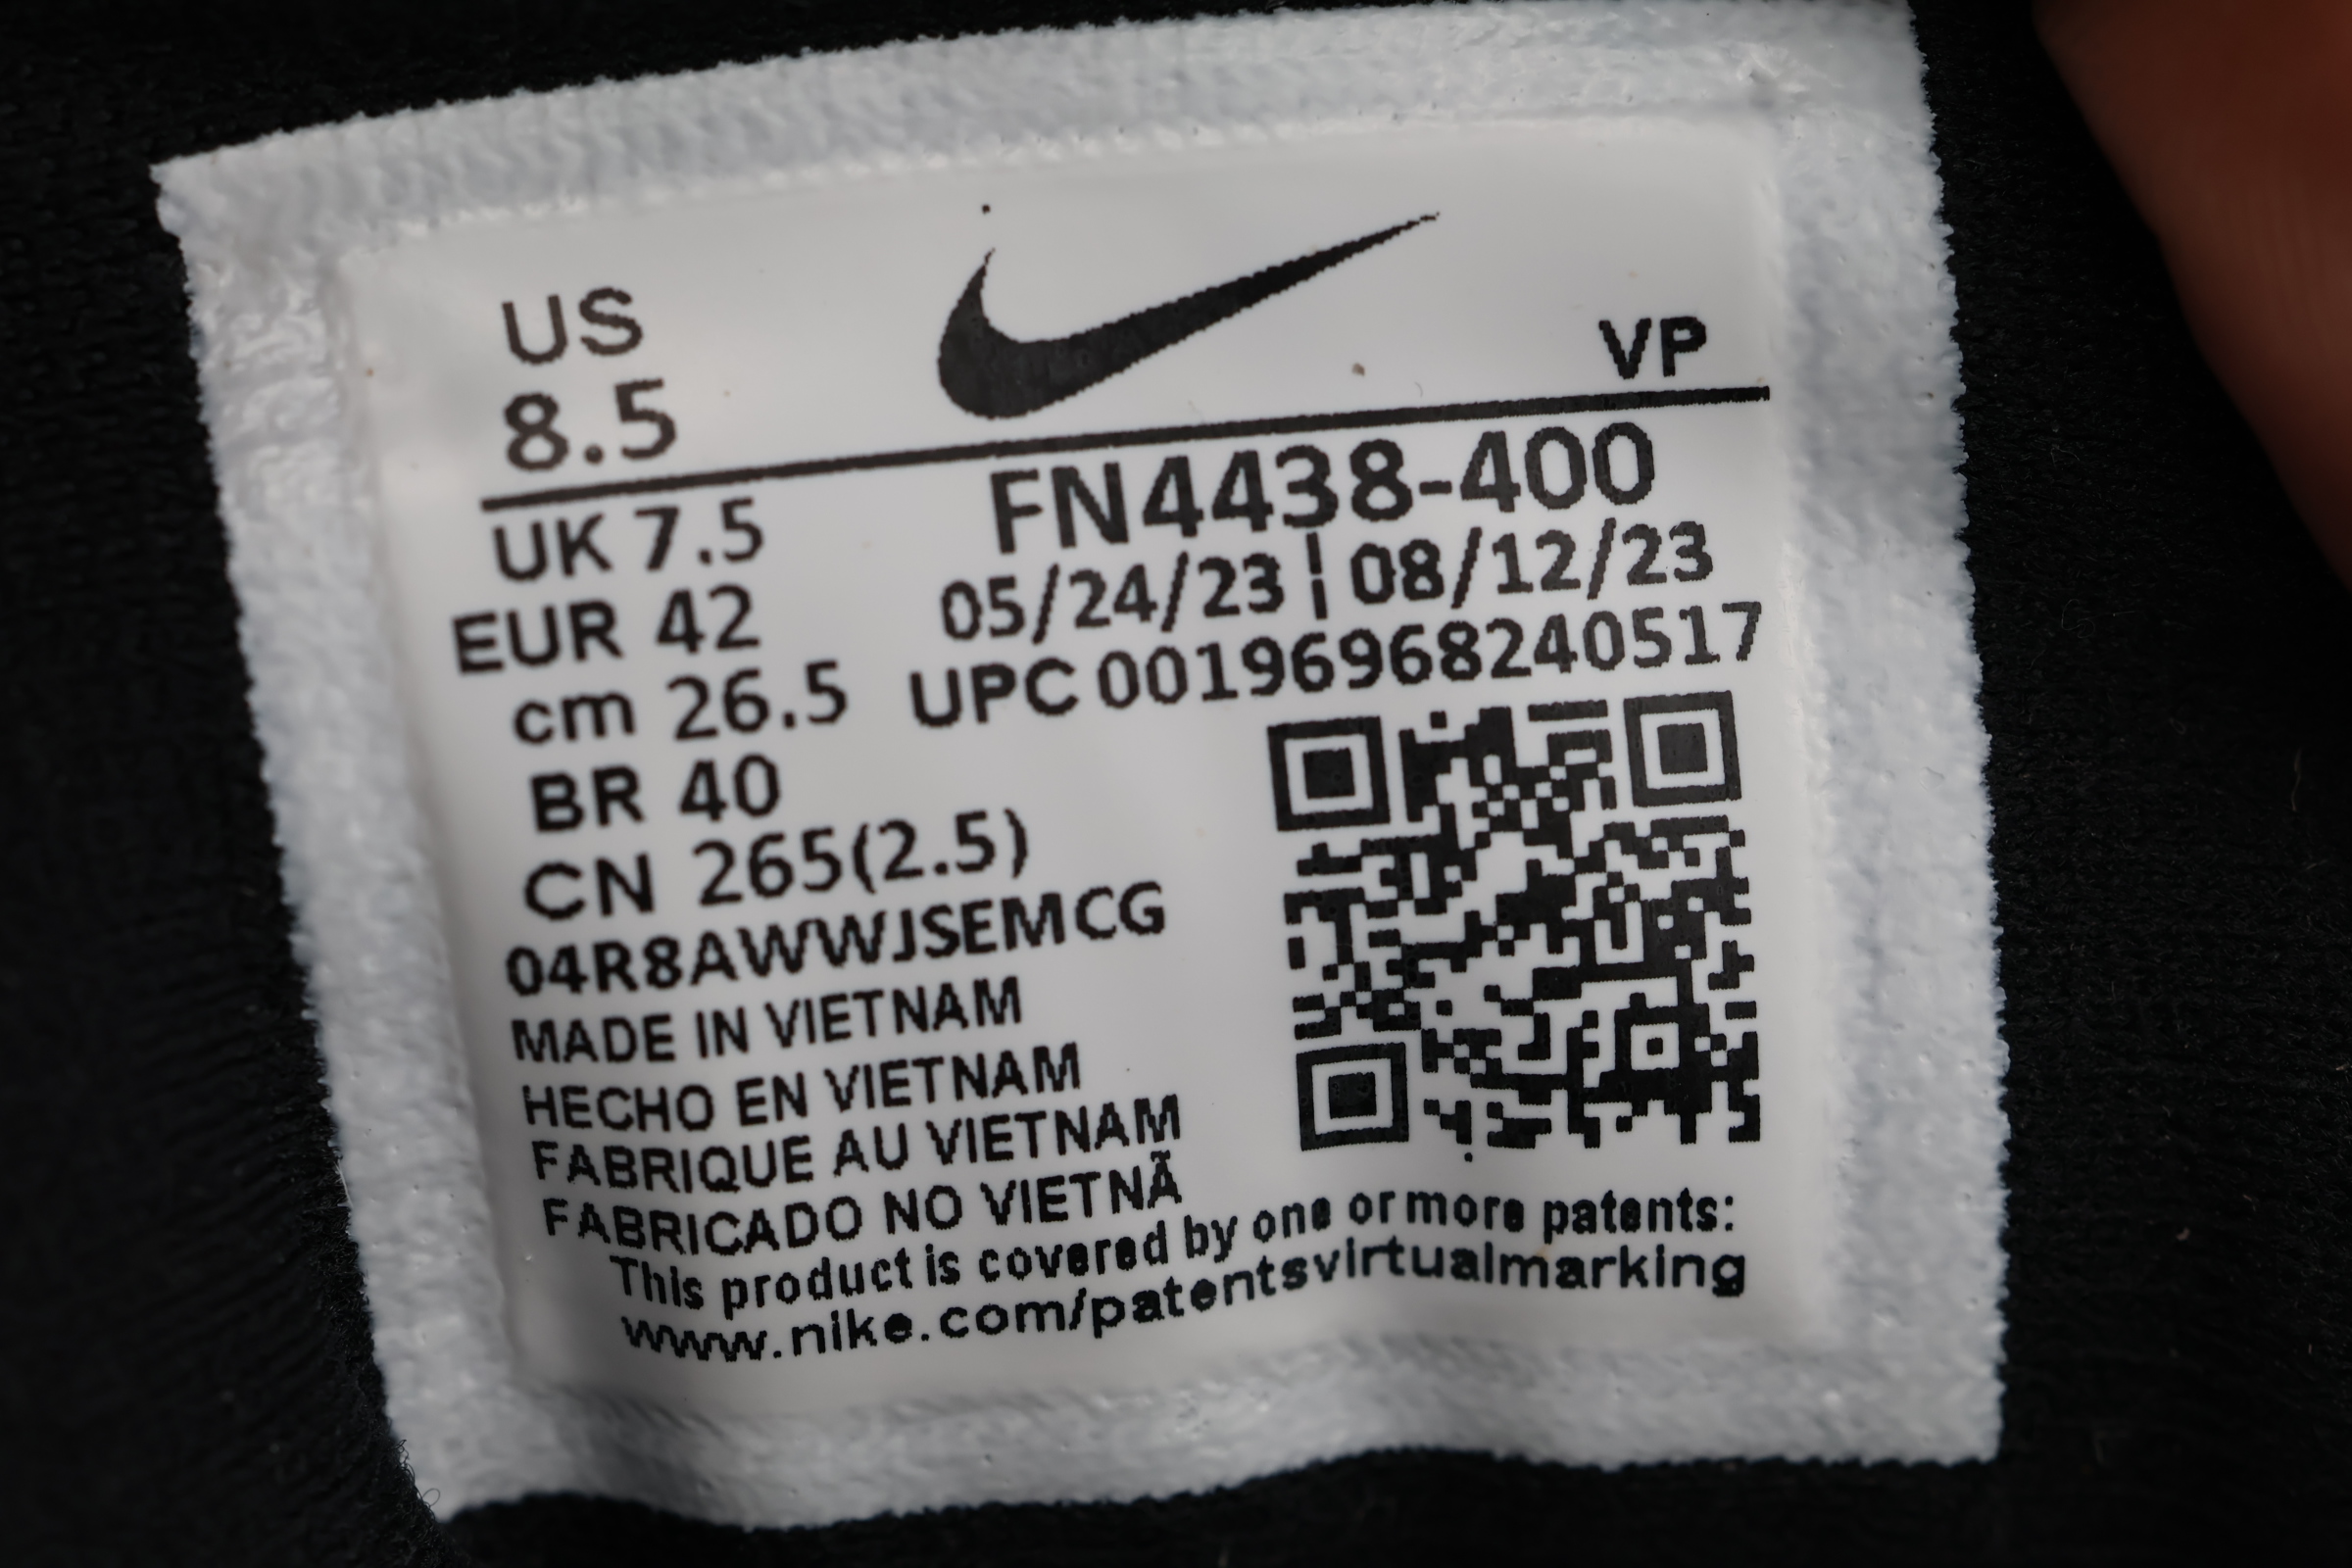 US
VP
8.5
FN4438-400
UK 7.5
05/24/23 | 08/12/23
EUR 42
UPC 00196968240517
cm 26.5
BR 40
CN 265(2.5)
04R8AWWJSEMCG
MADE IN VIETNAM
HECHO EN VIETNAM
FABRIQUE AU VIETNAM
FABRICADO NO VIETNÃ
This product is covered by one or more patents:
www.nike.com/patentsvirtualmarking